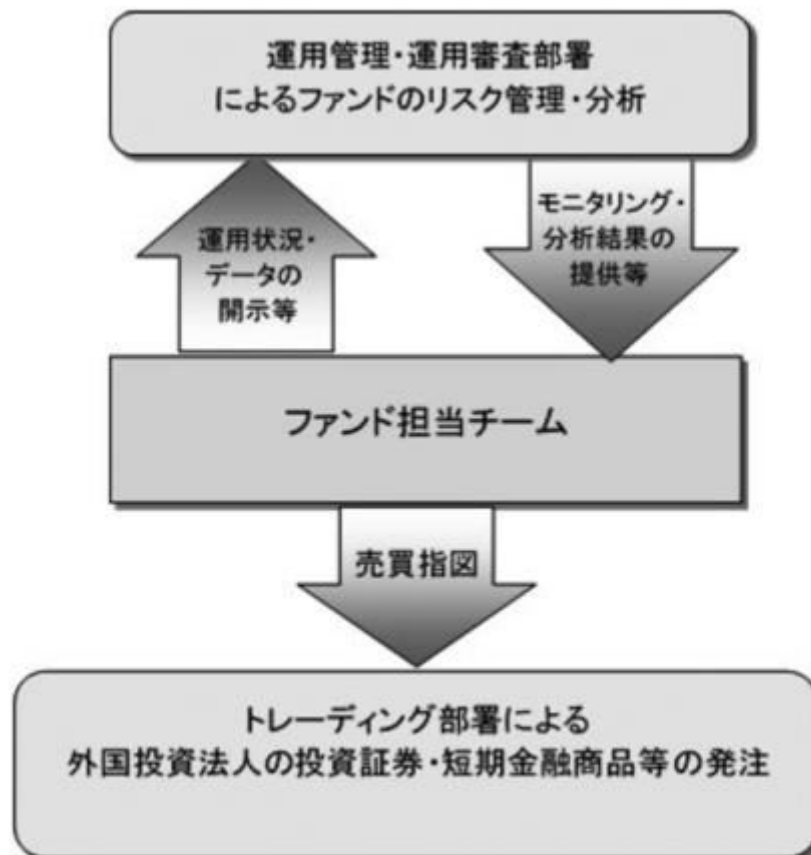 運用管理・運用審査部署
によるファンドのリスク管理・分析
運用状況・
データの
開示等
モニタリング・
分析結果の
提供等
ファンド担当チーム
売買指図
トレーディング部署による
外国投資法人の投資証券・短期金融商品等の発注